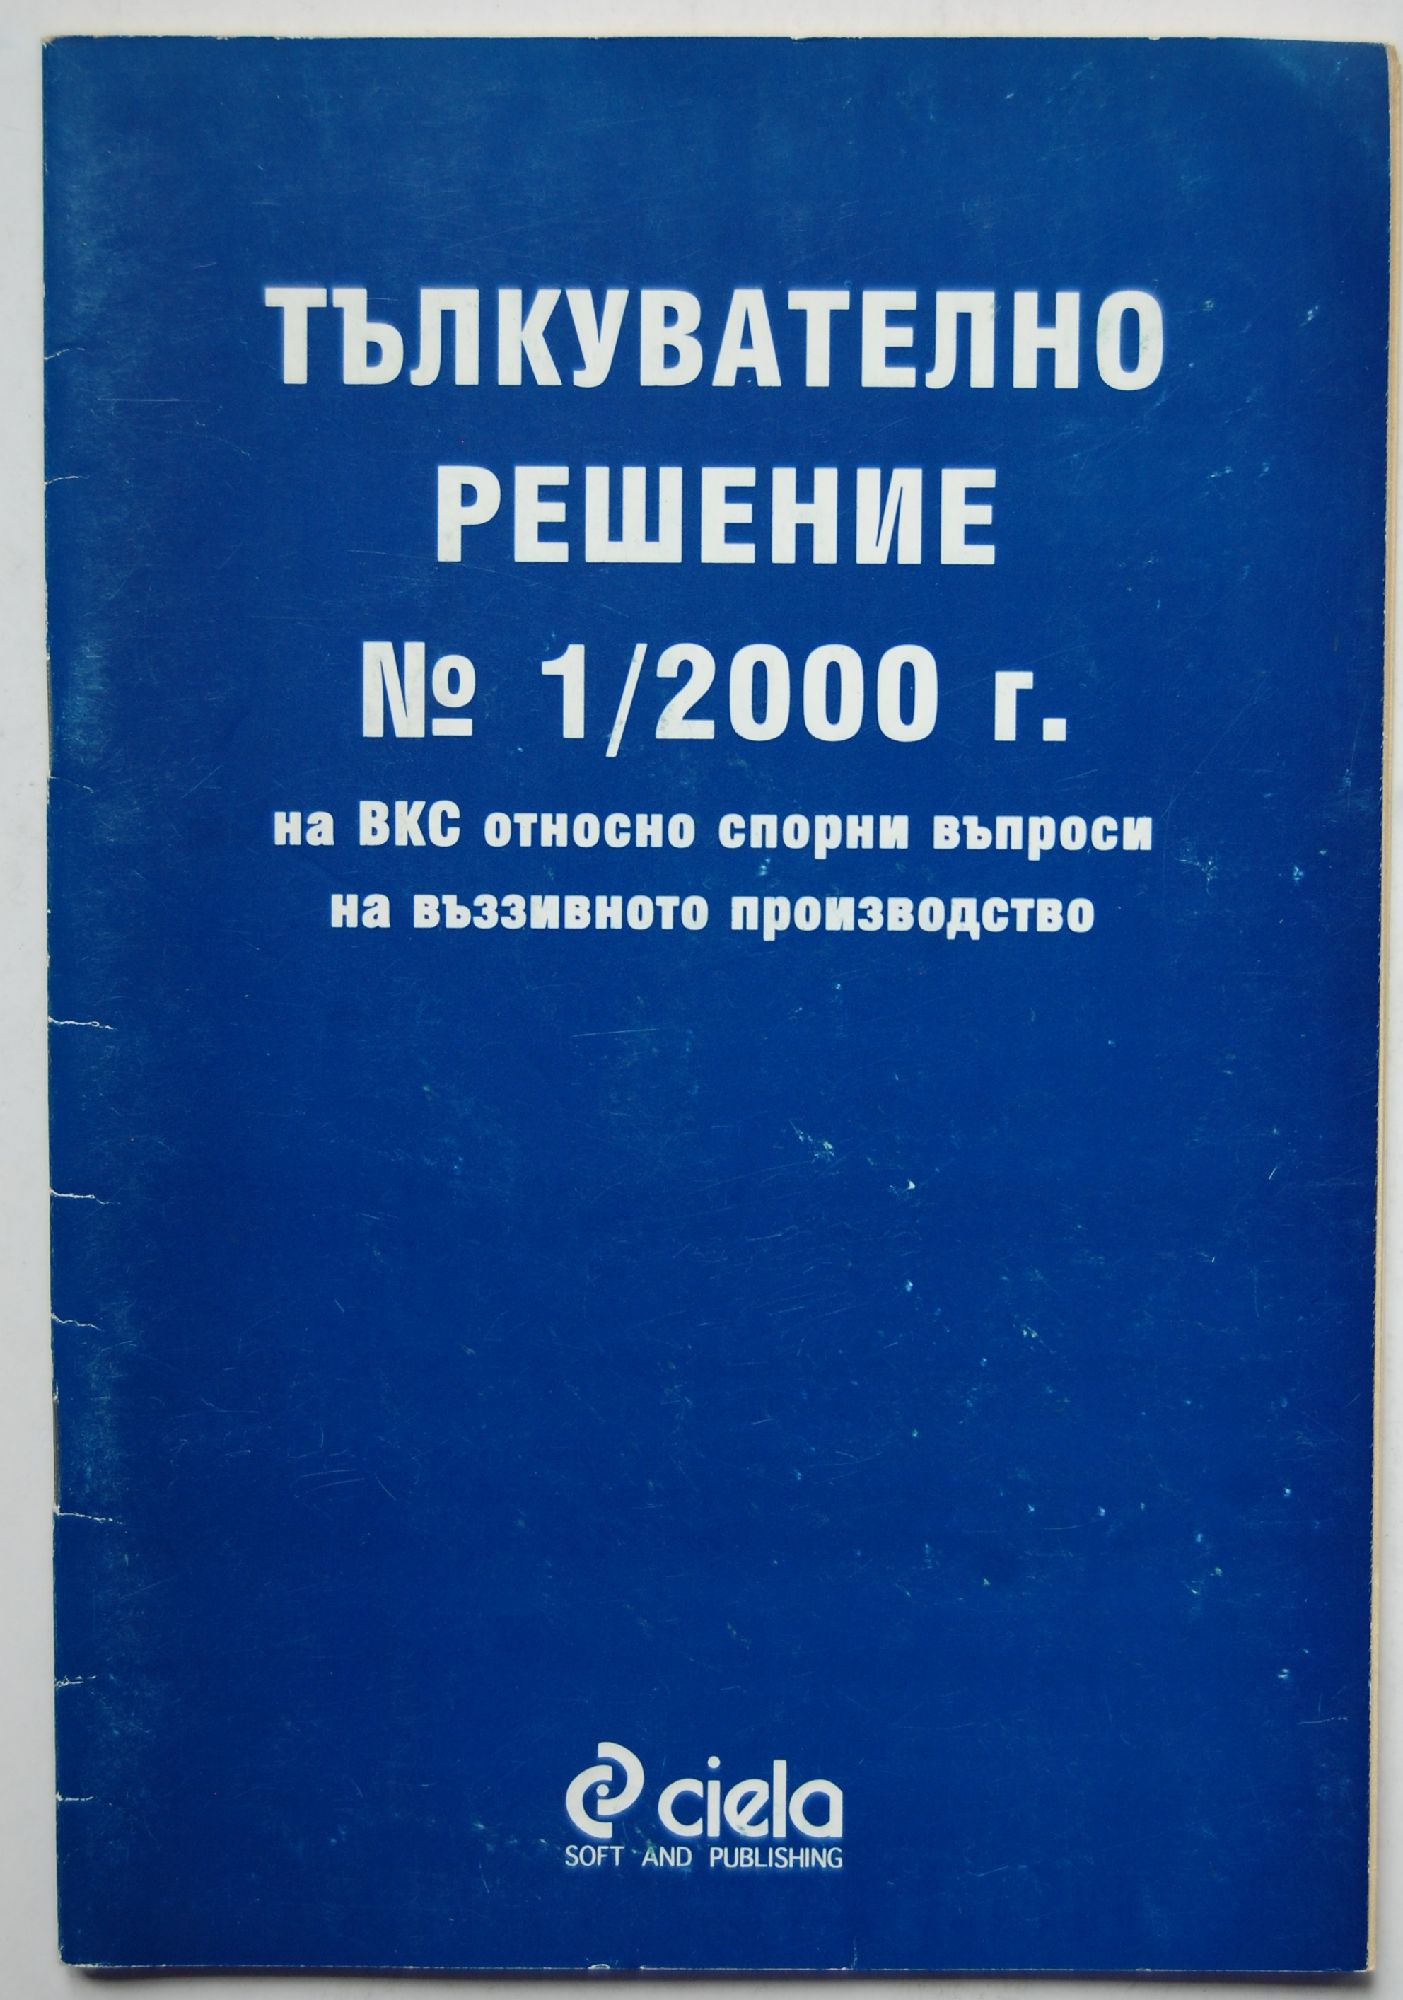 ТЪЛКУВАТЕЛНО
РЕШЕНИЕ
№ 1/2000 г.
на ВКС относно спорни въпроси
на въззивното производство
ciela
SOFT AND PUBLISHING